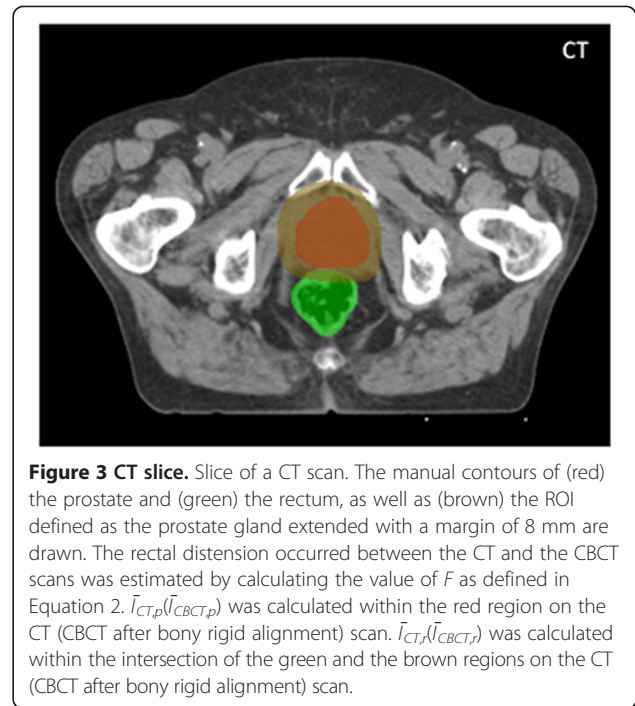 CT
Figure 3 CT slice. Slice of a CT scan. The manual contours of (red)
the prostate and (green) the rectum, as well as (brown) the ROI
defined as the prostate gland extended with a margin of 8 mm are
drawn. The rectal distension occurred between the CT and the CBCT
scans was estimated by calculating the value of F as defined in
Equation 2. Ī_CT,p(Ī_CBCT,p) was calculated within the red region on the
CT (CBCT after bony rigid alignment) scan. Ī_CT,r(Ī_CBCT,r) was calculated
within the intersection of the green and the brown regions on the CT
(CBCT after bony rigid alignment) scan.